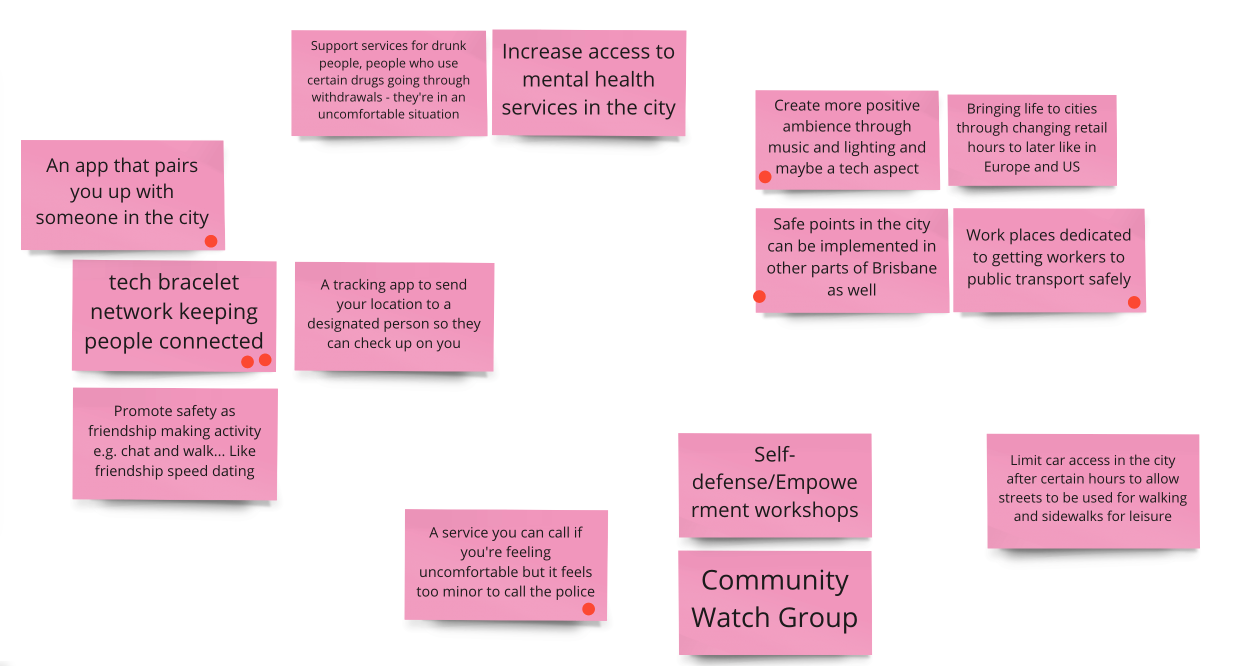 Support services for drunk
people, people who use
certain drugs going through
withdrawals - they're in an
uncomfortable situation
Increase access to
mental health
services in the city
Create more positive
ambience through
music and lighting and
maybe a tech aspect
Bringing life to cities
through changing retail
hours to later like in
Europe and US
An app that pairs
you up with
someone in the city
Safe points in the city
can be implemented in
other parts of Brisbane
as well
Work places dedicated
to getting workers to
public transport safely
tech bracelet
network keeping
people connected
A tracking app to send
your location to a
designated person so they
can check up on you
Promote safety as
friendship making activity
e.g. chat and walk... Like
friendship speed dating
Self-
defense/Empowe
rment workshops
Limit car access in the city
after certain hours to allow
streets to be used for walking
and sidewalks for leisure
A service you can call if
you're feeling
uncomfortable but it feels
too minor to call the police
Community
Watch Group